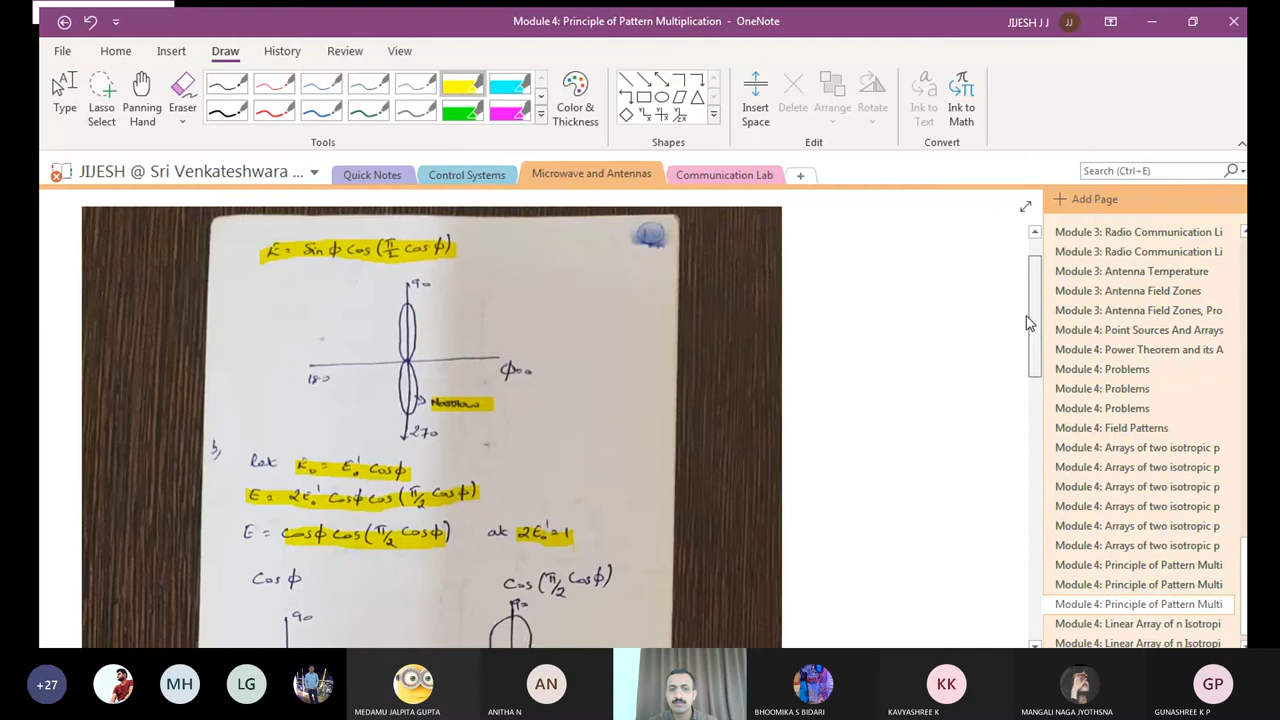 Module 4: Principle of Pattern Multiplication - OneNote
JIJESH J J
JJ
File
Home
Insert
Draw
History
Review
View
Type
Lasso Select
Panning Hand
Eraser
Color & Thickness
Insert Space
Delete
Arrange
Rotate
Ink to Text
Ink to Math
Tools
Shapes
Edit
Convert
JIJESH @ Sri Venkateshwara ...
Quick Notes
Control Systems
Microwave and Antennas
Communication Lab
Search (Ctrl+E)
Add Page
Module 3: Radio Communication Li
Module 3: Radio Communication Li
Module 3: Antenna Temperature
Module 3: Antenna Field Zones
Module 3: Antenna Field Zones, Pro
Module 4: Point Sources And Arrays
Module 4: Power Theorem and its A
Module 4: Problems
Module 4: Problems
Module 4: Problems
Module 4: Field Patterns
Module 4: Arrays of two isotropic p
Module 4: Arrays of two isotropic p
Module 4: Arrays of two isotropic p
Module 4: Arrays of two isotropic p
Module 4: Arrays of two isotropic p
Module 4: Arrays of two isotropic p
Module 4: Principle of Pattern Multi
Module 4: Principle of Pattern Multi
Module 4: Principle of Pattern Multi
Module 4: Linear Array of n Isotropi
Module 4: Linear Array of n Isotropi
E = Sin ϕ Cos (π/2 Cos ϕ)
90
180
ϕ=0
Narrow
270
b,
Let E₀ = E₀' Cos ϕ
E = 2E₀' Cos ϕ Cos (π/2 Cos ϕ)
E = Cos ϕ Cos (π/2 Cos ϕ) at 2E₀' = 1
Cos ϕ
Cos (π/2 Cos ϕ)
90
90
+27
MH
LG
MEDAMU JALPITA GUPTA
AN
ANITHA N
BHOOMIKA S BIDARI
KK
KAVYASHREE K
MANGALI NAGA JYOTHSNA
GP
GUNASHREE K P